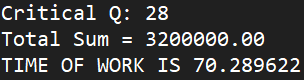 Critical Q: 28
Total Sum = 3200000.00
TIME OF WORK IS 70.289622